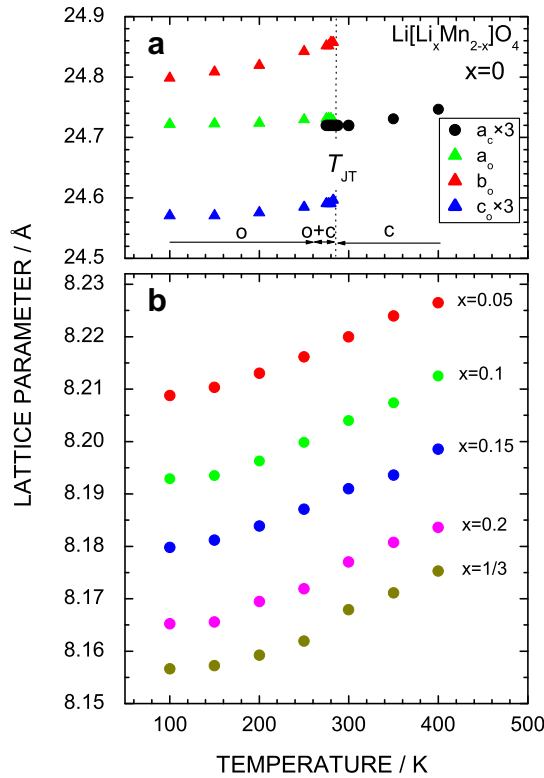 a
Li[LixMn2-x]O4
x=0
24.9
24.8
24.7
24.6
24.5
TJT
ac×3
ao
bo
co×3
o
o+c
c
LATTICE PARAMETER / Å
b
8.23
8.22
8.21
8.20
8.19
8.18
8.17
8.16
8.15
x=0.05
x=0.1
x=0.15
x=0.2
x=1/3
100 200 300 400 500
TEMPERATURE / K